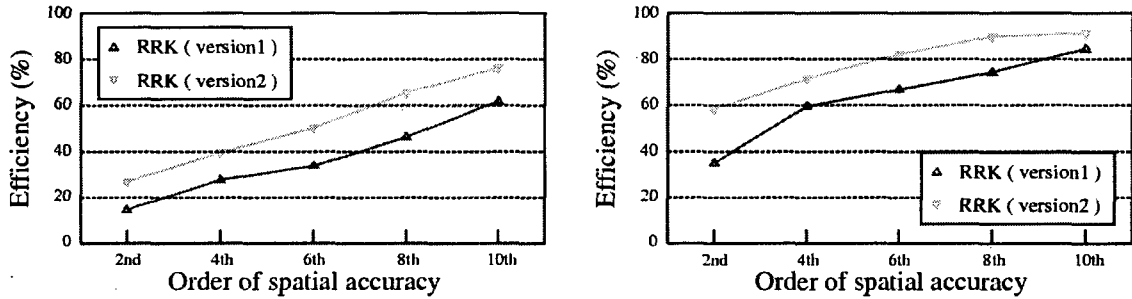 Efficiency (%)
100
80
60
40
20
0
RRK ( version1 )
RRK ( version2 )
2nd 4th 6th 8th 10th
Order of spatial accuracy
Efficiency (%)
100
80
60
40
20
0
RRK ( version1 )
RRK ( version2 )
2nd 4th 6th 8th 10th
Order of spatial accuracy